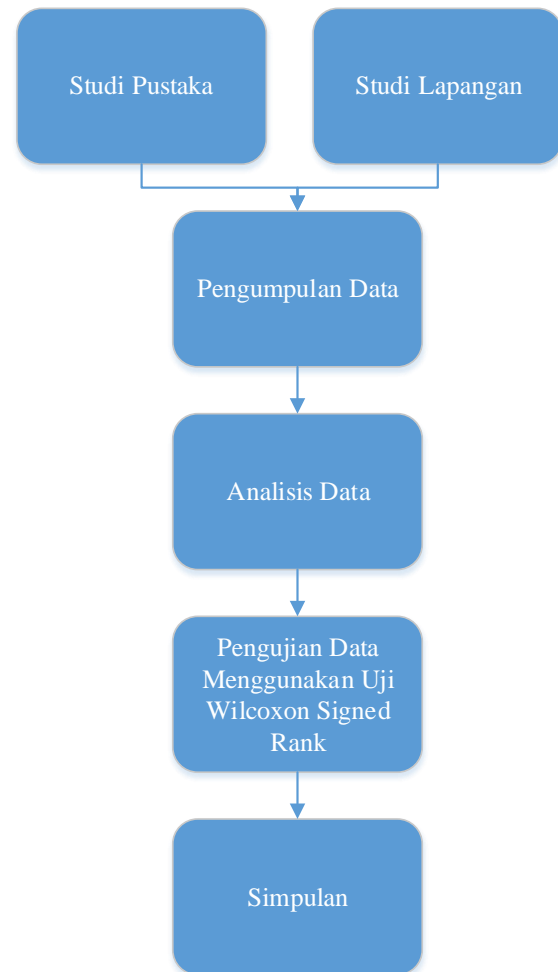 Studi Pustaka
Studi Lapangan
Pengumpulan Data
Analisis Data
Pengujian Data
Menggunakan Uji
Wilcoxon Signed
Rank
Simpulan